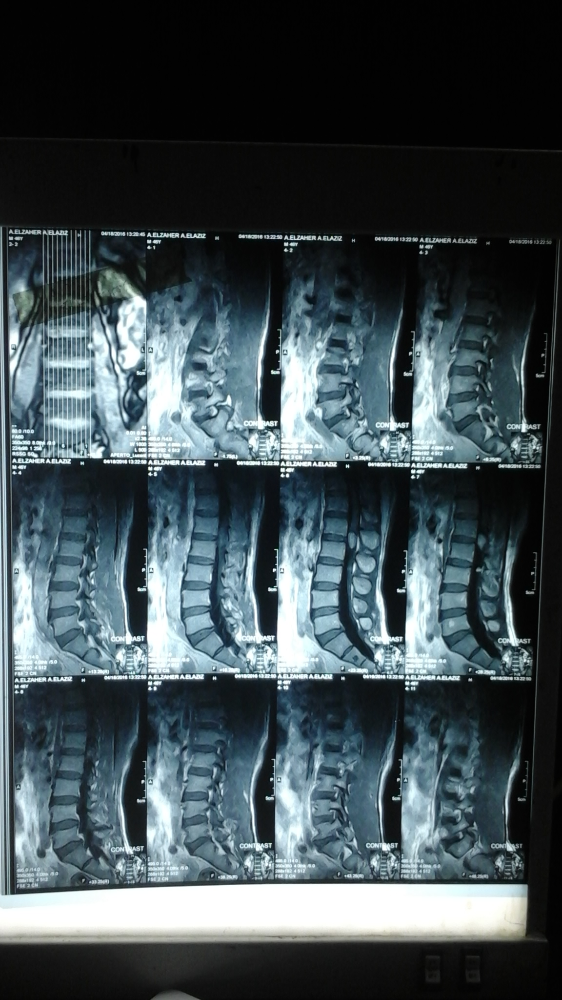 A.ELZAHER A.ELAZIZ
H
04/18/2016 13:20:45
M 46Y
2- 2
R
L
5cm
80.0 /10.0
FA60
350x350 8.0thk /9.0
224x98 1 256
RSSG SQ
6
1
F
AI
0.01 0.80
x2.38
W 1000
L 500
APERTO_Lucent
A.ELZAHER A.ELAZIZ
H
04/18/2016 13:22:50
M 46Y
4- 1
A
P
5cm
CONTRAST
I
495.0 /14.0
350x350 4.0thk /5.0
288x192 4 512
FSE 2 CN
F
-1.75(L)
A.ELZAHER A.ELAZIZ
H
04/18/2016 13:22:50
M 46Y
4- 2
A
P
5cm
CONTRAST
FSE 2 CN
F
+3.25(R)
A.ELZAHER A.ELAZIZ
H
04/18/2016 13:22:50
M 46Y
4- 3
A
P
5cm
CONTRAST
I
495.0 /14.0
350x350 4.0thk /5.0
288x192 4 512
FSE 2 CN
F
+8.25(R)
A.ELZAHER A.ELAZIZ
H
04/18/2016 13:22:50
M 46Y
4- 4
A
P
5cm
CONTRAST
I
495.0 /14.0
350x350 4.0thk /5.0
288x192 4 512
FSE 2 CN
F
+13.25(R)
A.ELZAHER A.ELAZIZ
H
04/18/2016 13:22:50
M 46Y
4- 5
A
P
5cm
CONTRAST
FSE 2 CN
F
+18.25(R)
A.ELZAHER A.ELAZIZ
H
04/18/2016 13:22:50
M 46Y
4- 6
A
P
5cm
CONTRAST
288x192 4 512
FSE 2 CN
F
+23.25(R)
A.ELZAHER A.ELAZIZ
H
04/18/2016 13:22:50
M 46Y
4- 7
A
P
5cm
CONTRAST
288x192 4 512
FSE 2 CN
F
+28.25(R)
A.ELZAHER A.ELAZIZ
H
04/18/2016 13:22:50
M 46Y
4- 8
A
P
5cm
CONTRAST
I
495.0 /14.0
350x350 4.0thk /5.0
288x192 4 512
FSE 2 CN
F
+33.25(R)
A.ELZAHER A.ELAZIZ
H
04/18/2016 13:22:50
M 46Y
4- 9
A
P
5cm
CONTRAST
I
495.0 /14.0
350x350 4.0thk /5.0
288x192 4 512
FSE 2 CN
F
+38.25(R)
A.ELZAHER A.ELAZIZ
H
04/18/2016 13:22:50
M 46Y
4- 10
A
P
5cm
CONTRAST
I
495.0 /14.0
350x350 4.0thk /5.0
288x192 4 512
FSE 2 CN
F
+43.25(R)
A.ELZAHER A.ELAZIZ
H
04/18/2016 13:22:50
M 46Y
4- 11
A
P
5cm
CONTRAST
I
495.0 /14.0
350x350 4.0thk /5.0
288x192 4 512
FSE 2 CN
F
+48.25(R)